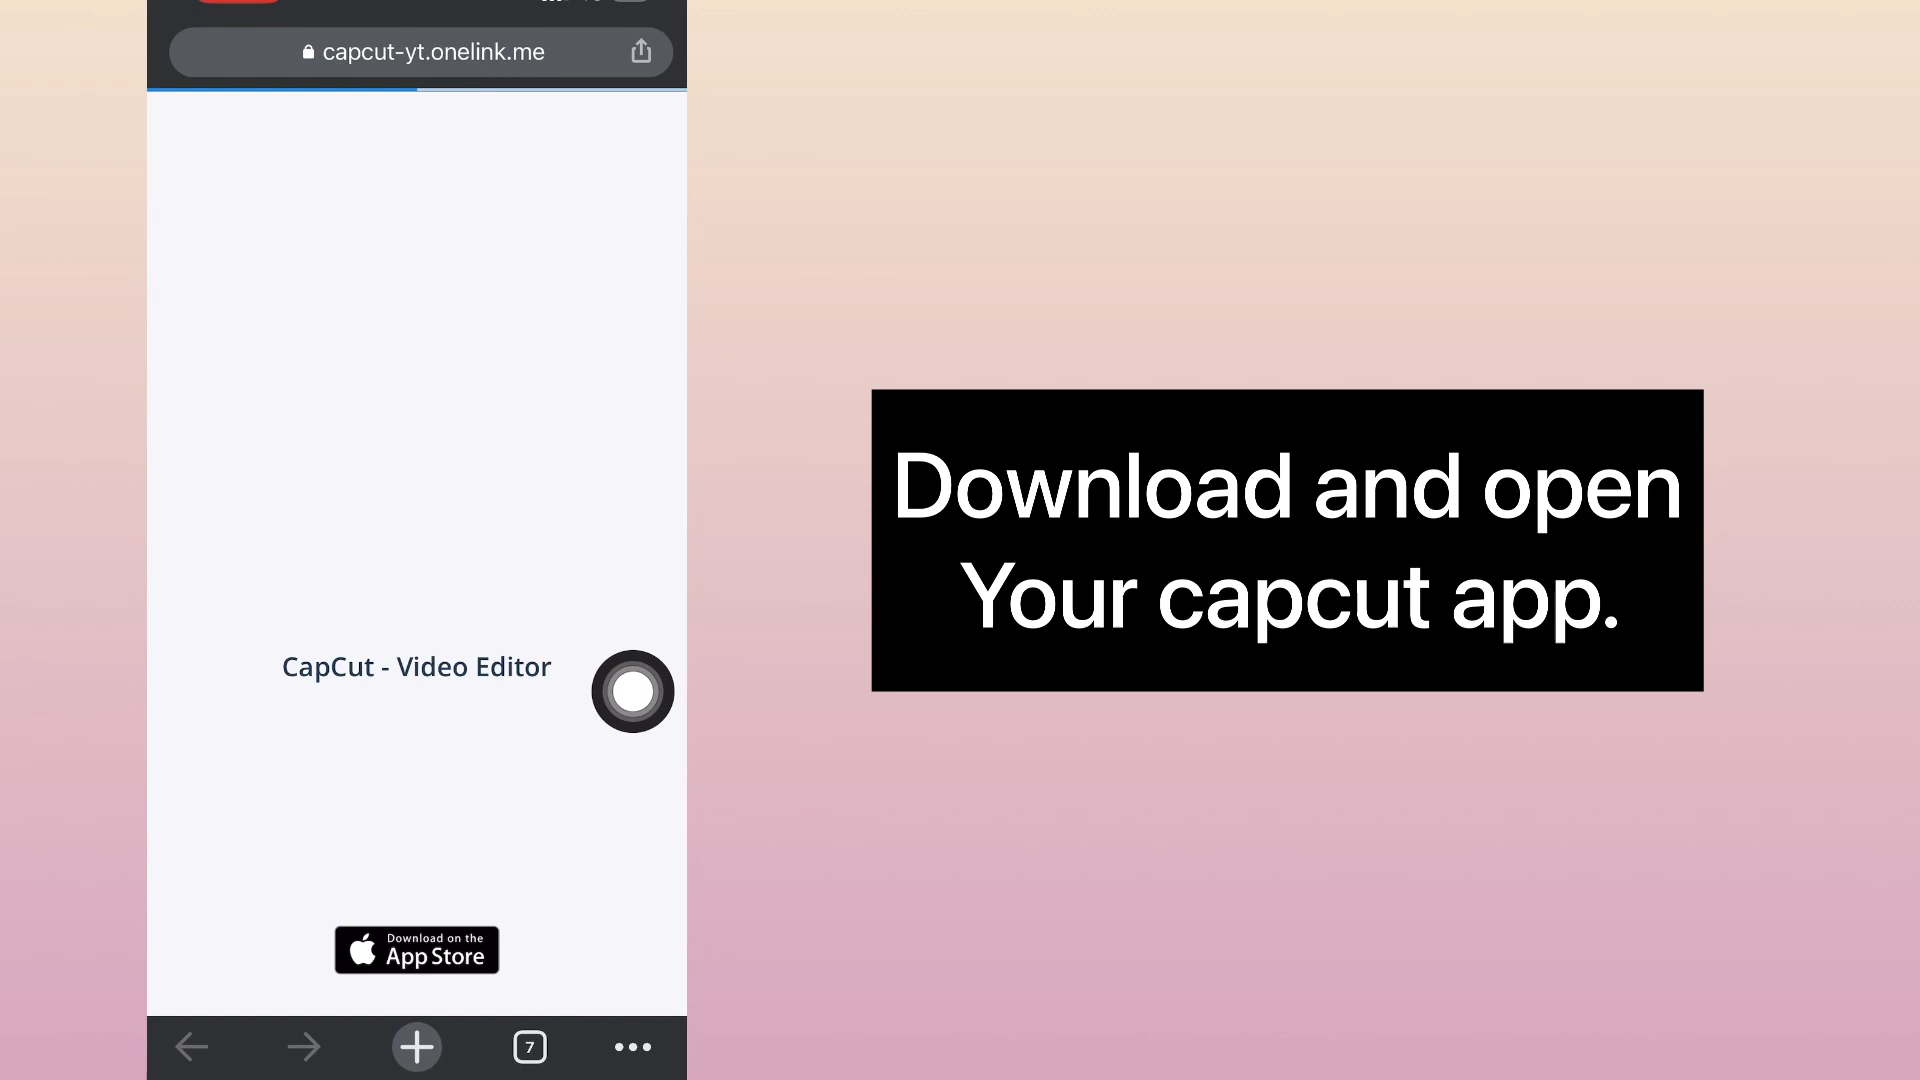 capcut-yt.onelink.me
CapCut - Video Editor
Download on the
App Store
7
Download and open
Your capcut app.